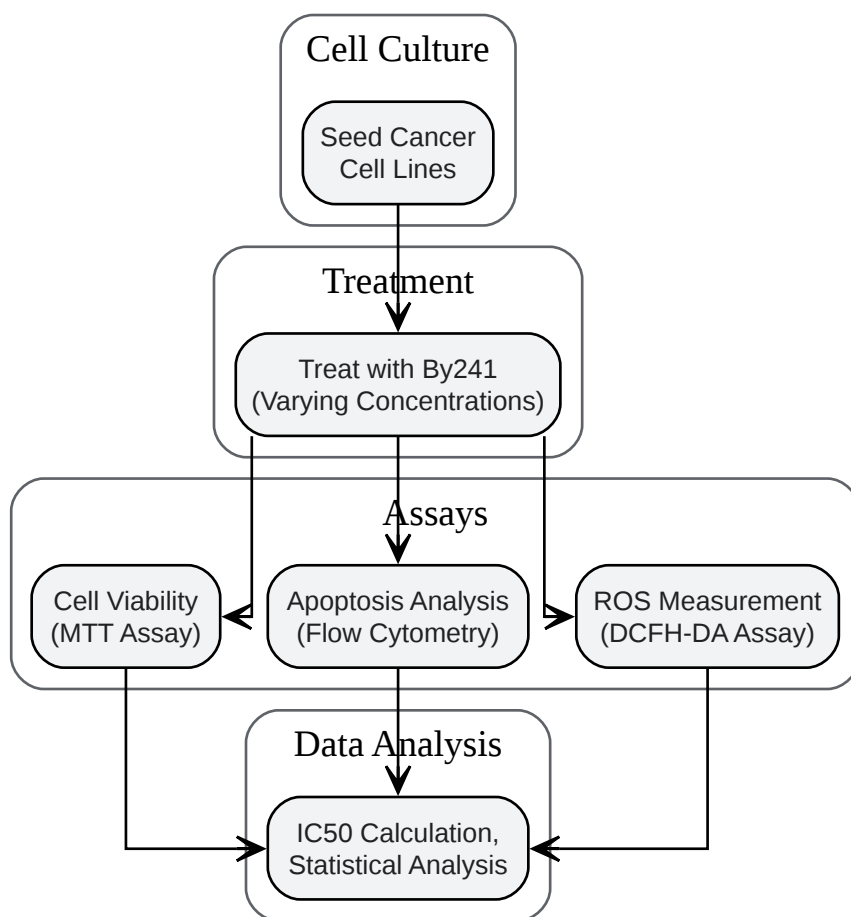 Cell Culture
Seed Cancer
Cell Lines
Treatment
Treat with By241
(Varying Concentrations)
Assays
Cell Viability
(MTT Assay)
Apoptosis Analysis
(Flow Cytometry)
ROS Measurement
(DCFH-DA Assay)
Data Analysis
IC50 Calculation,
Statistical Analysis